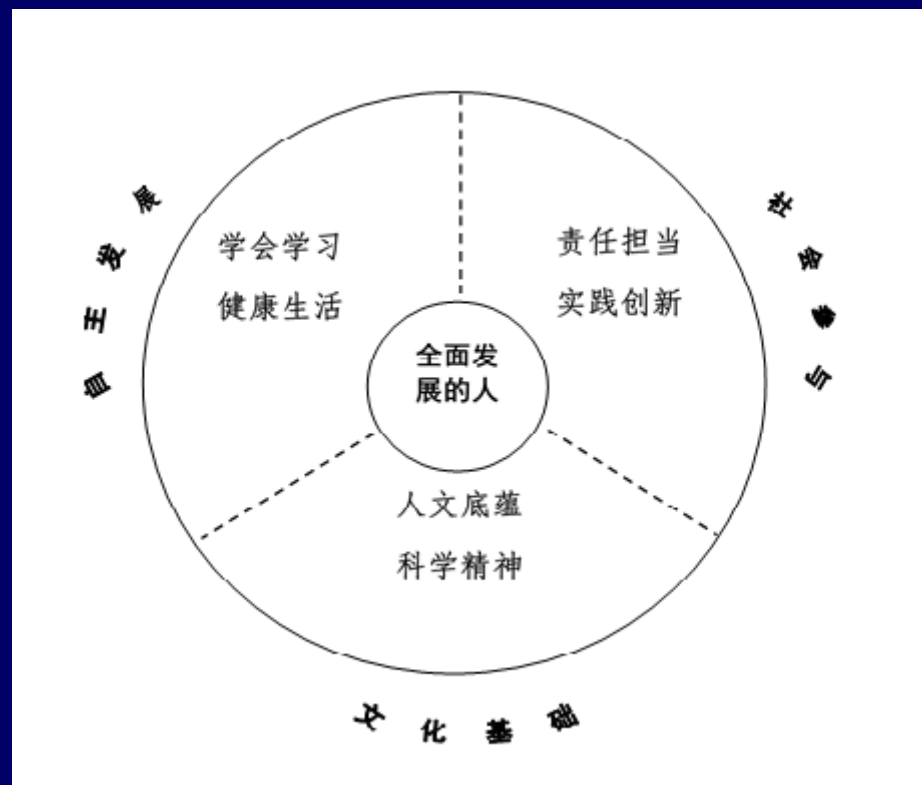 自主发展
学会学习
健康生活
社会参与
责任担当
实践创新
全面发
展的人
人文底蕴
科学精神
文化基础